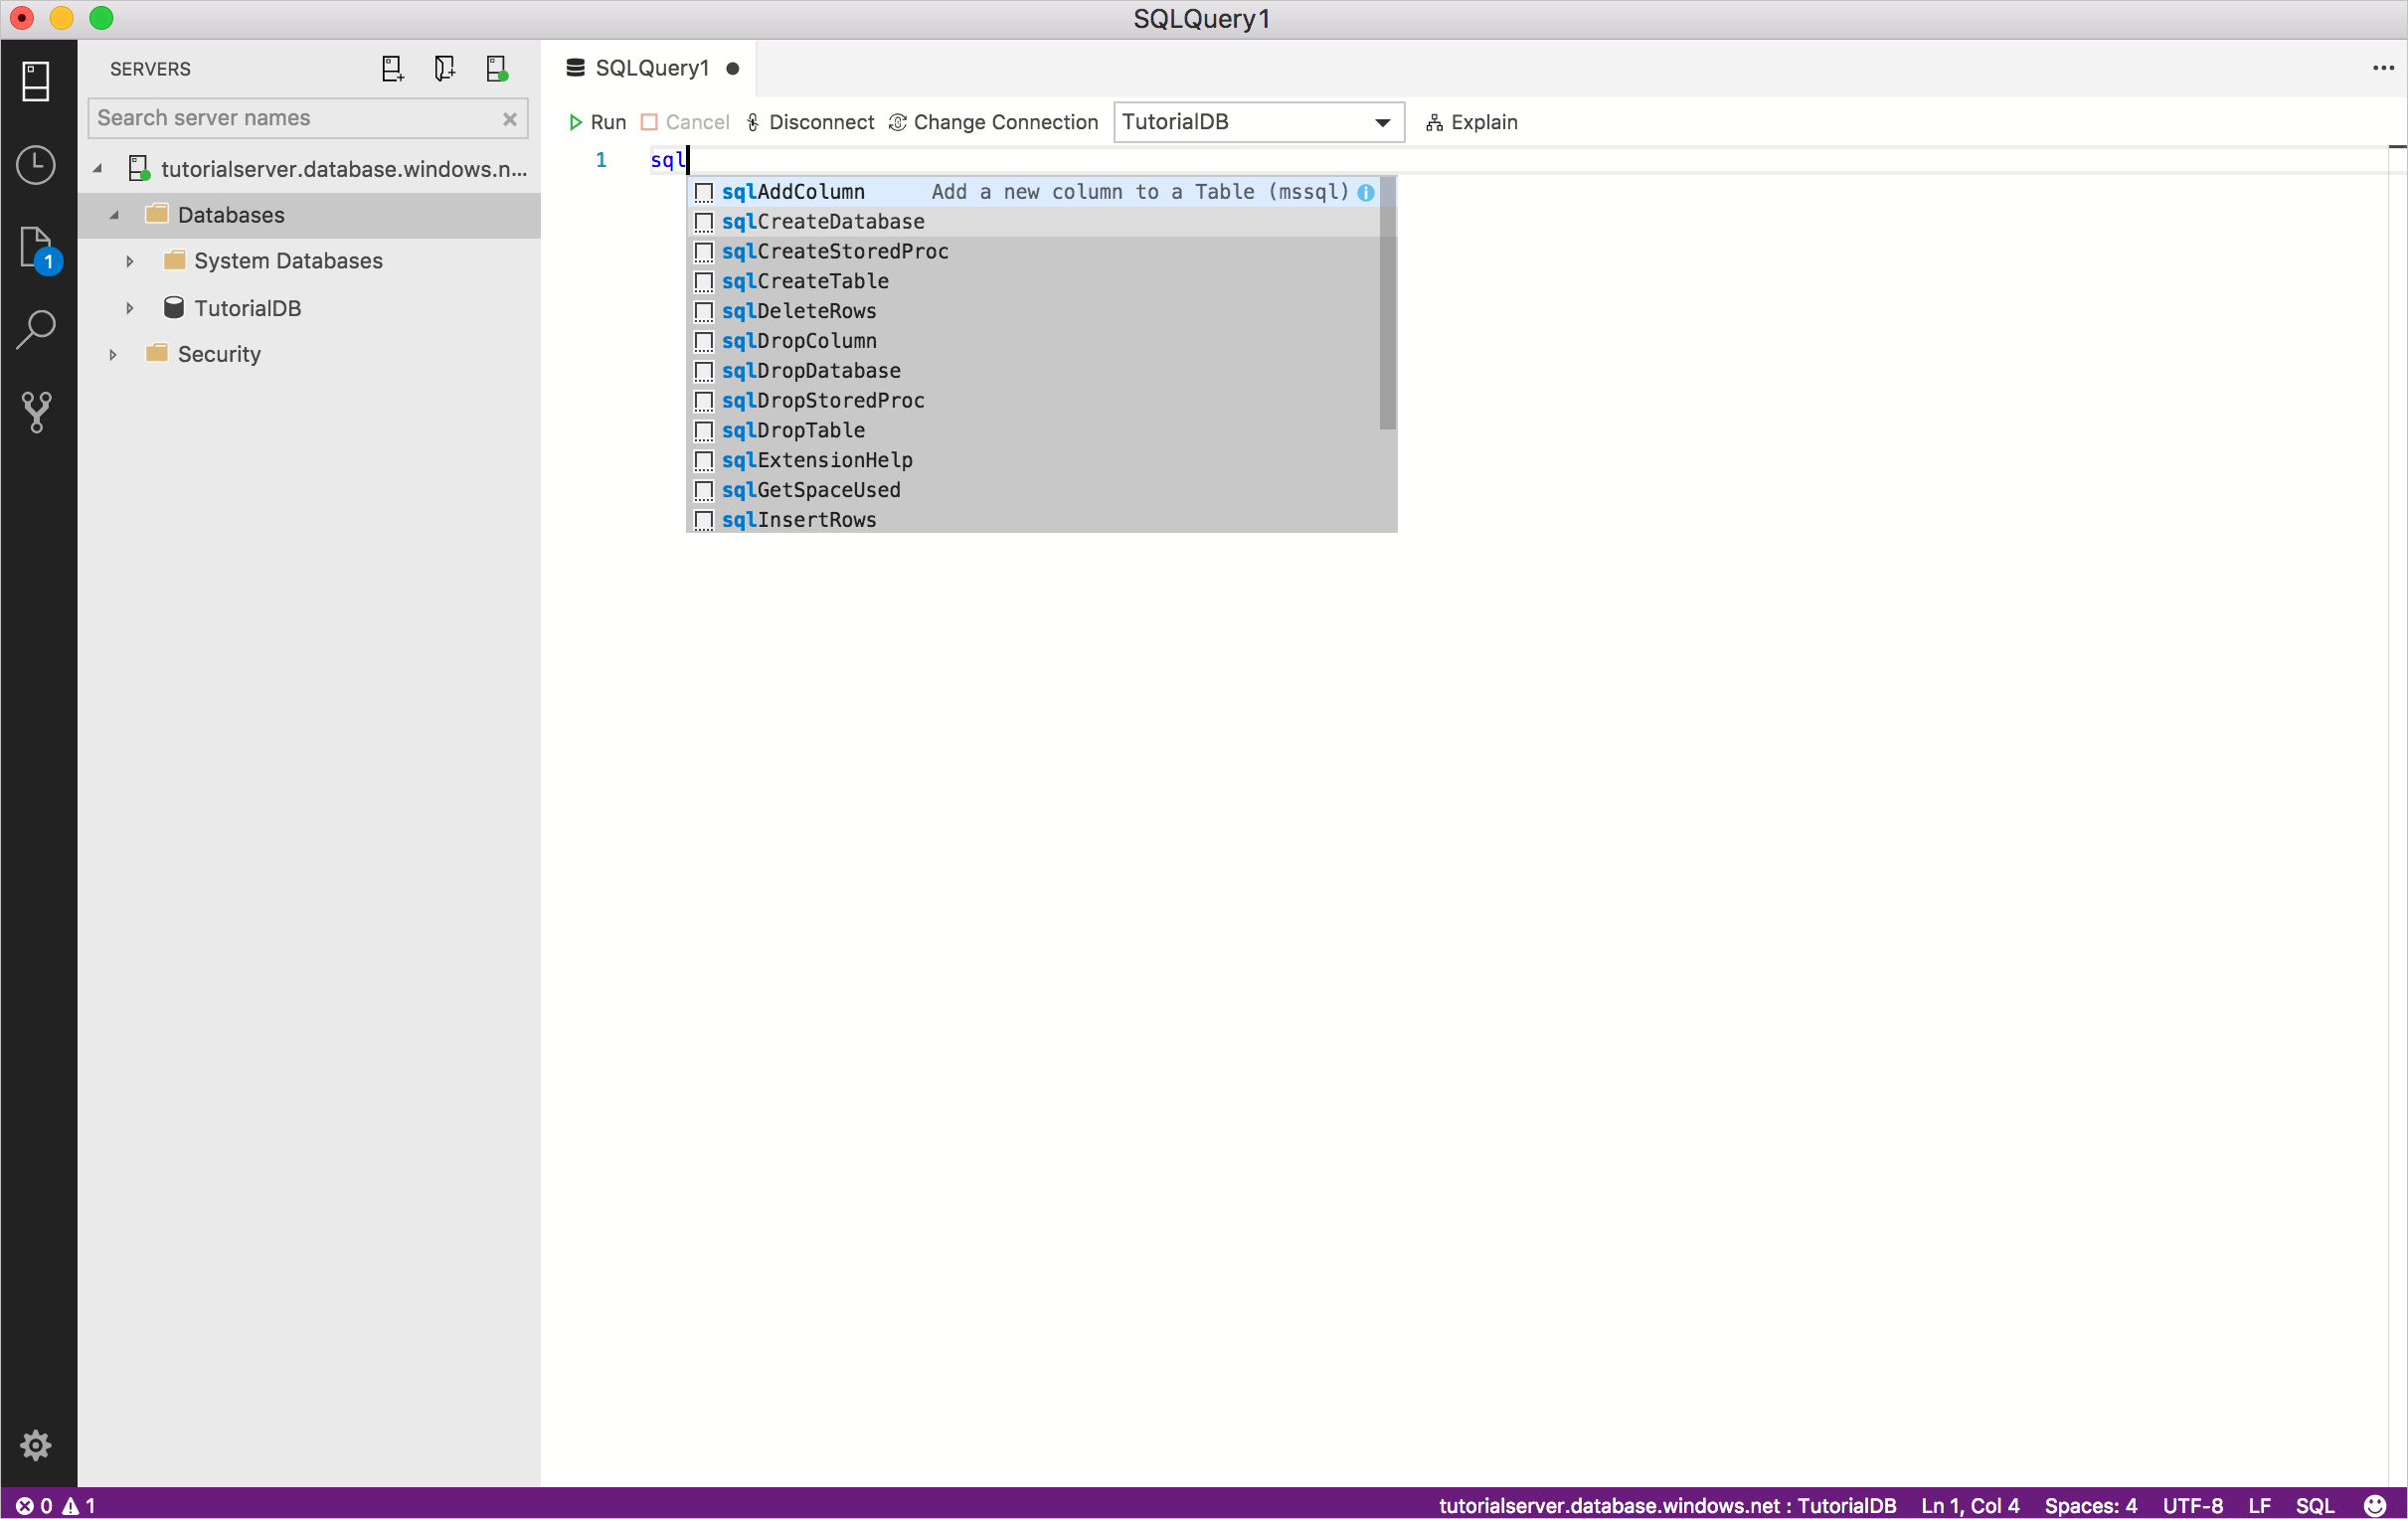 SQLQuery1
SERVERS
Search server names
tutorialserver.database.windows.n...
Databases
System Databases
TutorialDB
Security
1
SQLQuery1
Run Cancel Disconnect Change Connection TutorialDB Explain
1 sql
sqlAddColumn Add a new column to a Table (mssql)
sqlCreateDatabase
sqlCreateStoredProc
sqlCreateTable
sqlDeleteRows
sqlDropColumn
sqlDropDatabase
sqlDropStoredProc
sqlDropTable
sqlExtensionHelp
sqlGetSpaceUsed
sqlInsertRows
0 1 tutorialserver.database.windows.net : TutorialDB Ln 1, Col 4 Spaces: 4 UTF-8 LF SQL